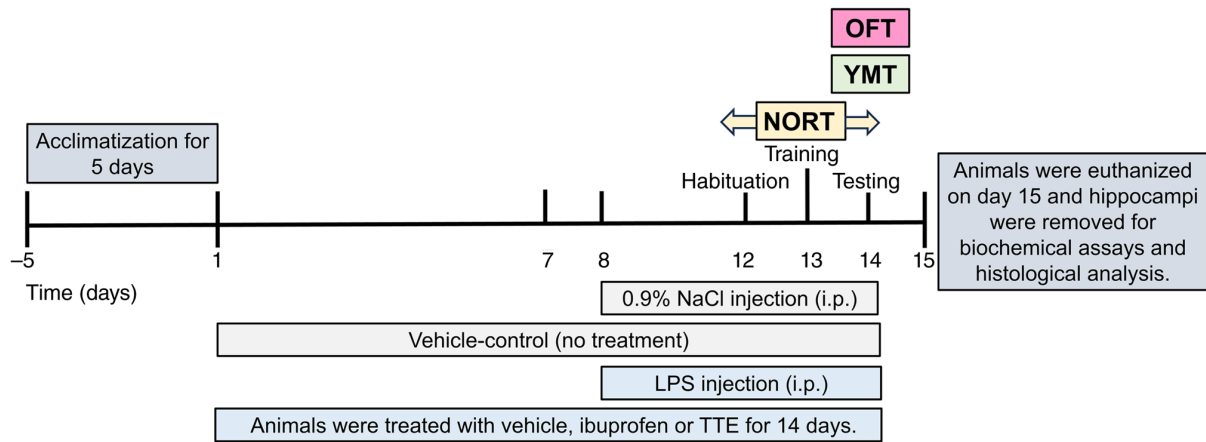 OFT
YMT
NORT
Acclimatization for
5 days
Training
Habituation
Testing
Animals were euthanized
on day 15 and hippocampi
were removed for
biochemical assays and
histological analysis.
–5
1
7
8
12
13
14
15
Time (days)
0.9% NaCl injection (i.p.)
Vehicle-control (no treatment)
LPS injection (i.p.)
Animals were treated with vehicle, ibuprofen or TTE for 14 days.